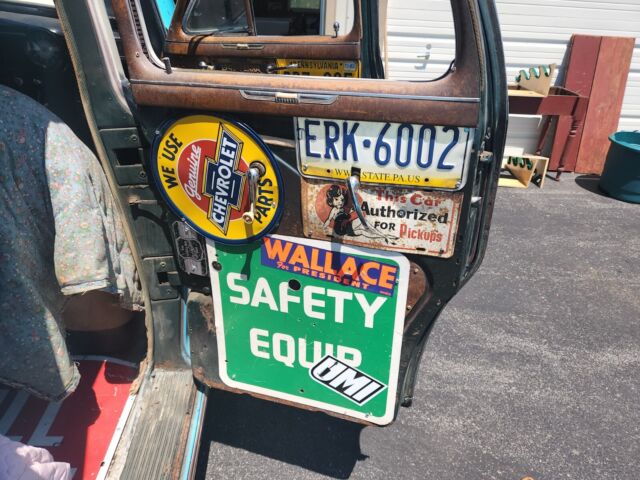 PENNSYLVANIA
WE USE
Genuine
CHEVROLET
PARTS
ERK-6002
WWW.STATE.PA.US
This Car
Authorized
FOR Pickups
WALLACE
For PRESIDENT
SAFETY
EQUIP
UMI